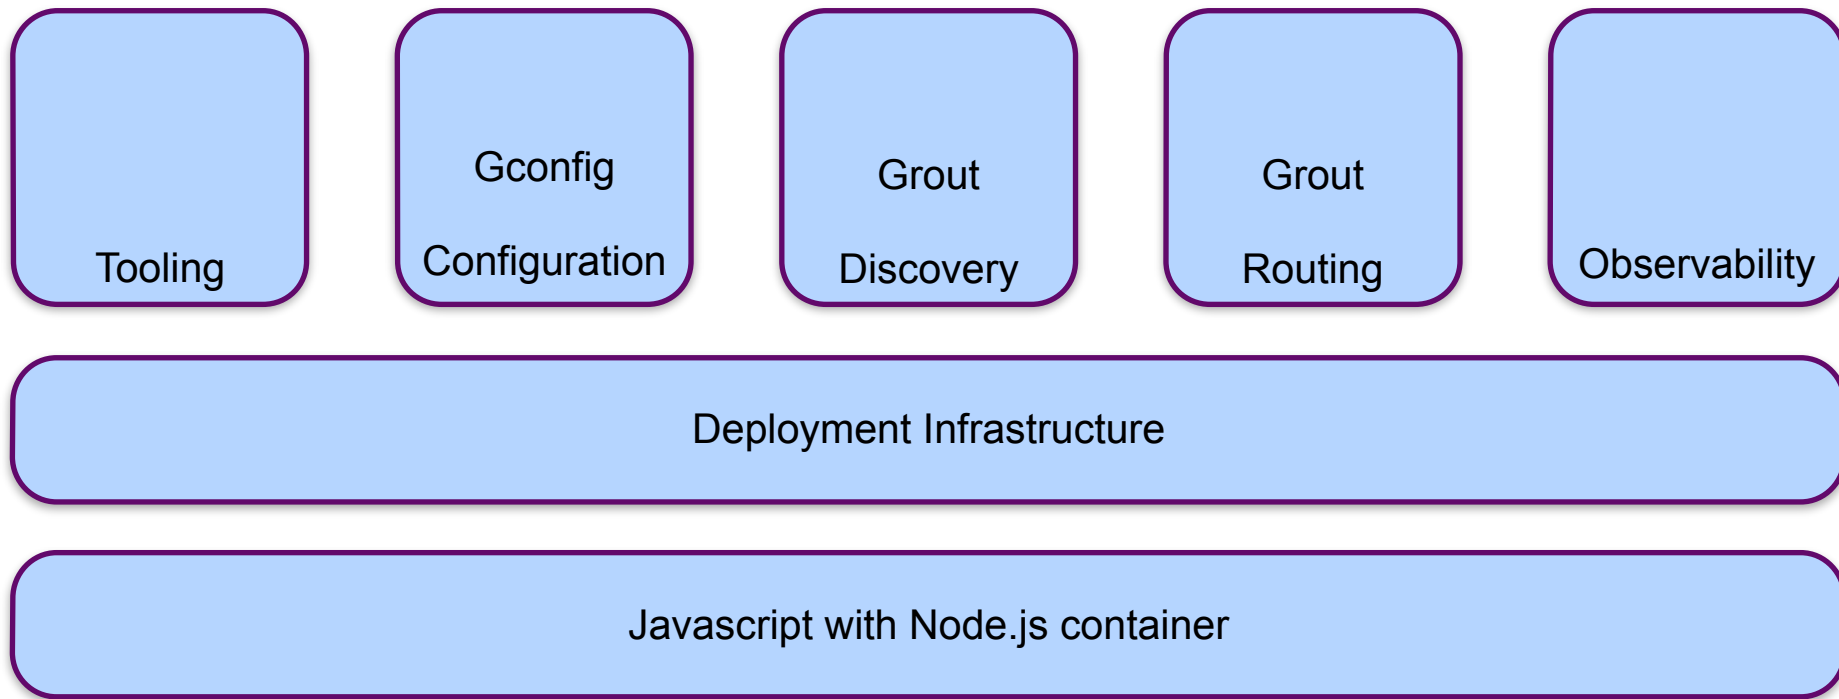 Tooling
Gconfig
Configuration
Grout
Discovery
Grout
Routing
Observability
Deployment Infrastructure
Javascript with Node.js container